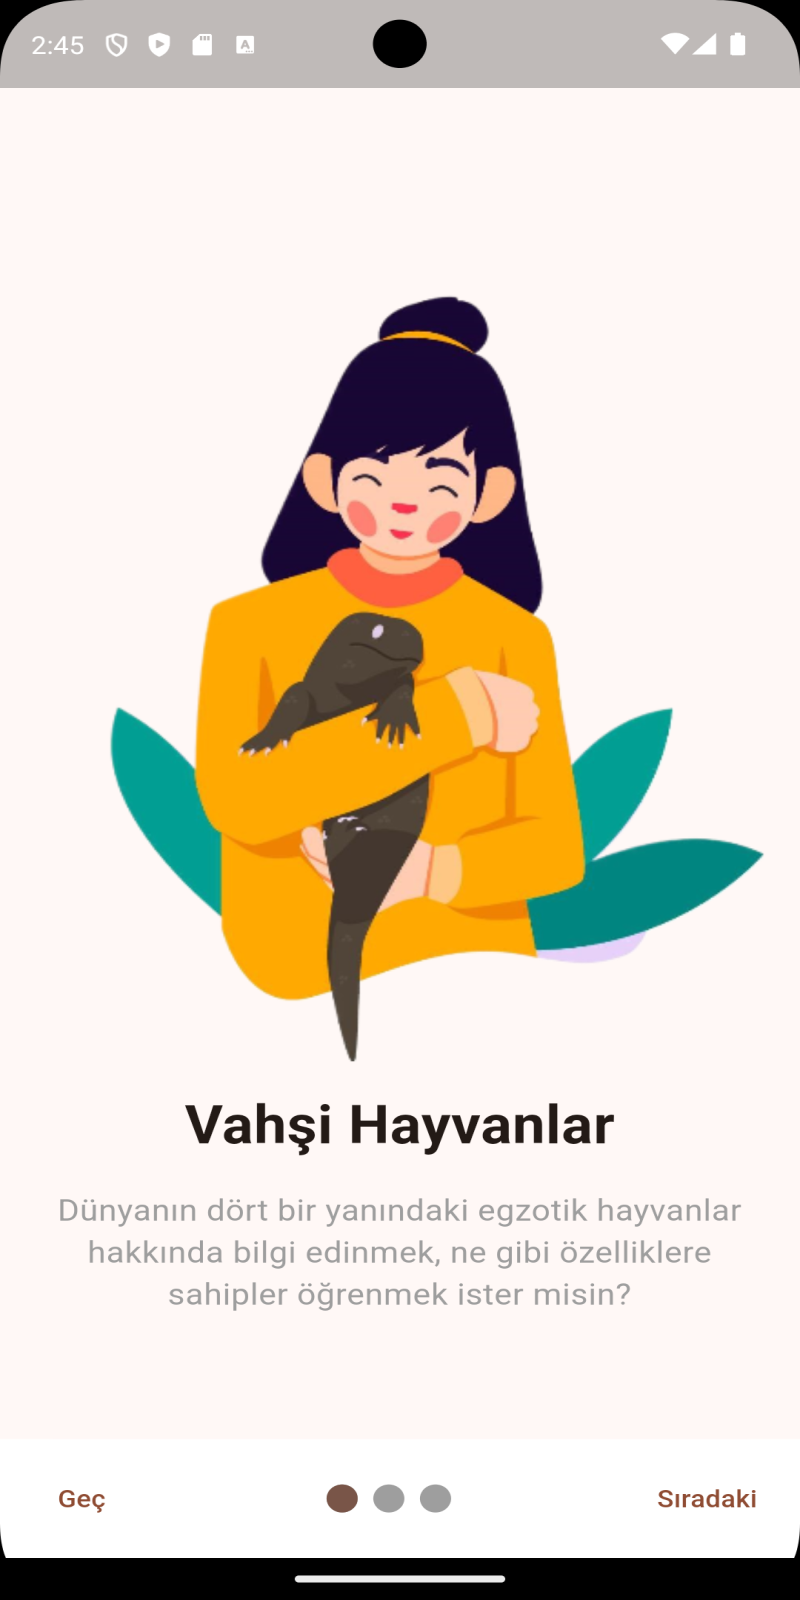 2:45
A
Vahşi Hayvanlar
Dünyanın dört bir yanındaki egzotik hayvanlar
hakkında bilgi edinmek, ne gibi özelliklere
sahipler öğrenmek ister misin?
Geç
Sıradaki